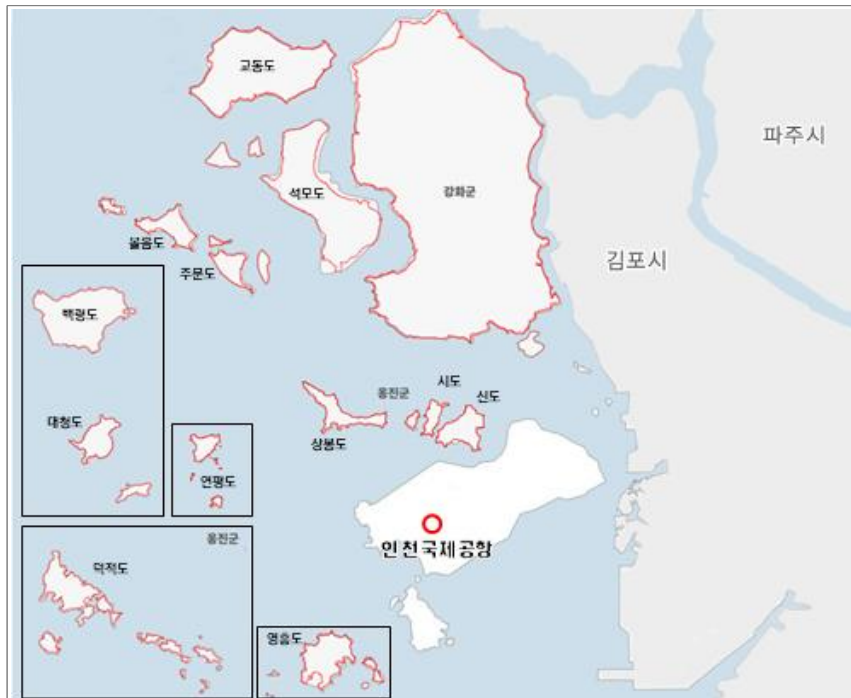 교동도
파주시
석모도
강화군
볼음도
김포시
주문도
백령도
시도
옹진군
신도
대청도
상봉도
연평도
옹진군
인천국제공항
덕적도
영흥도